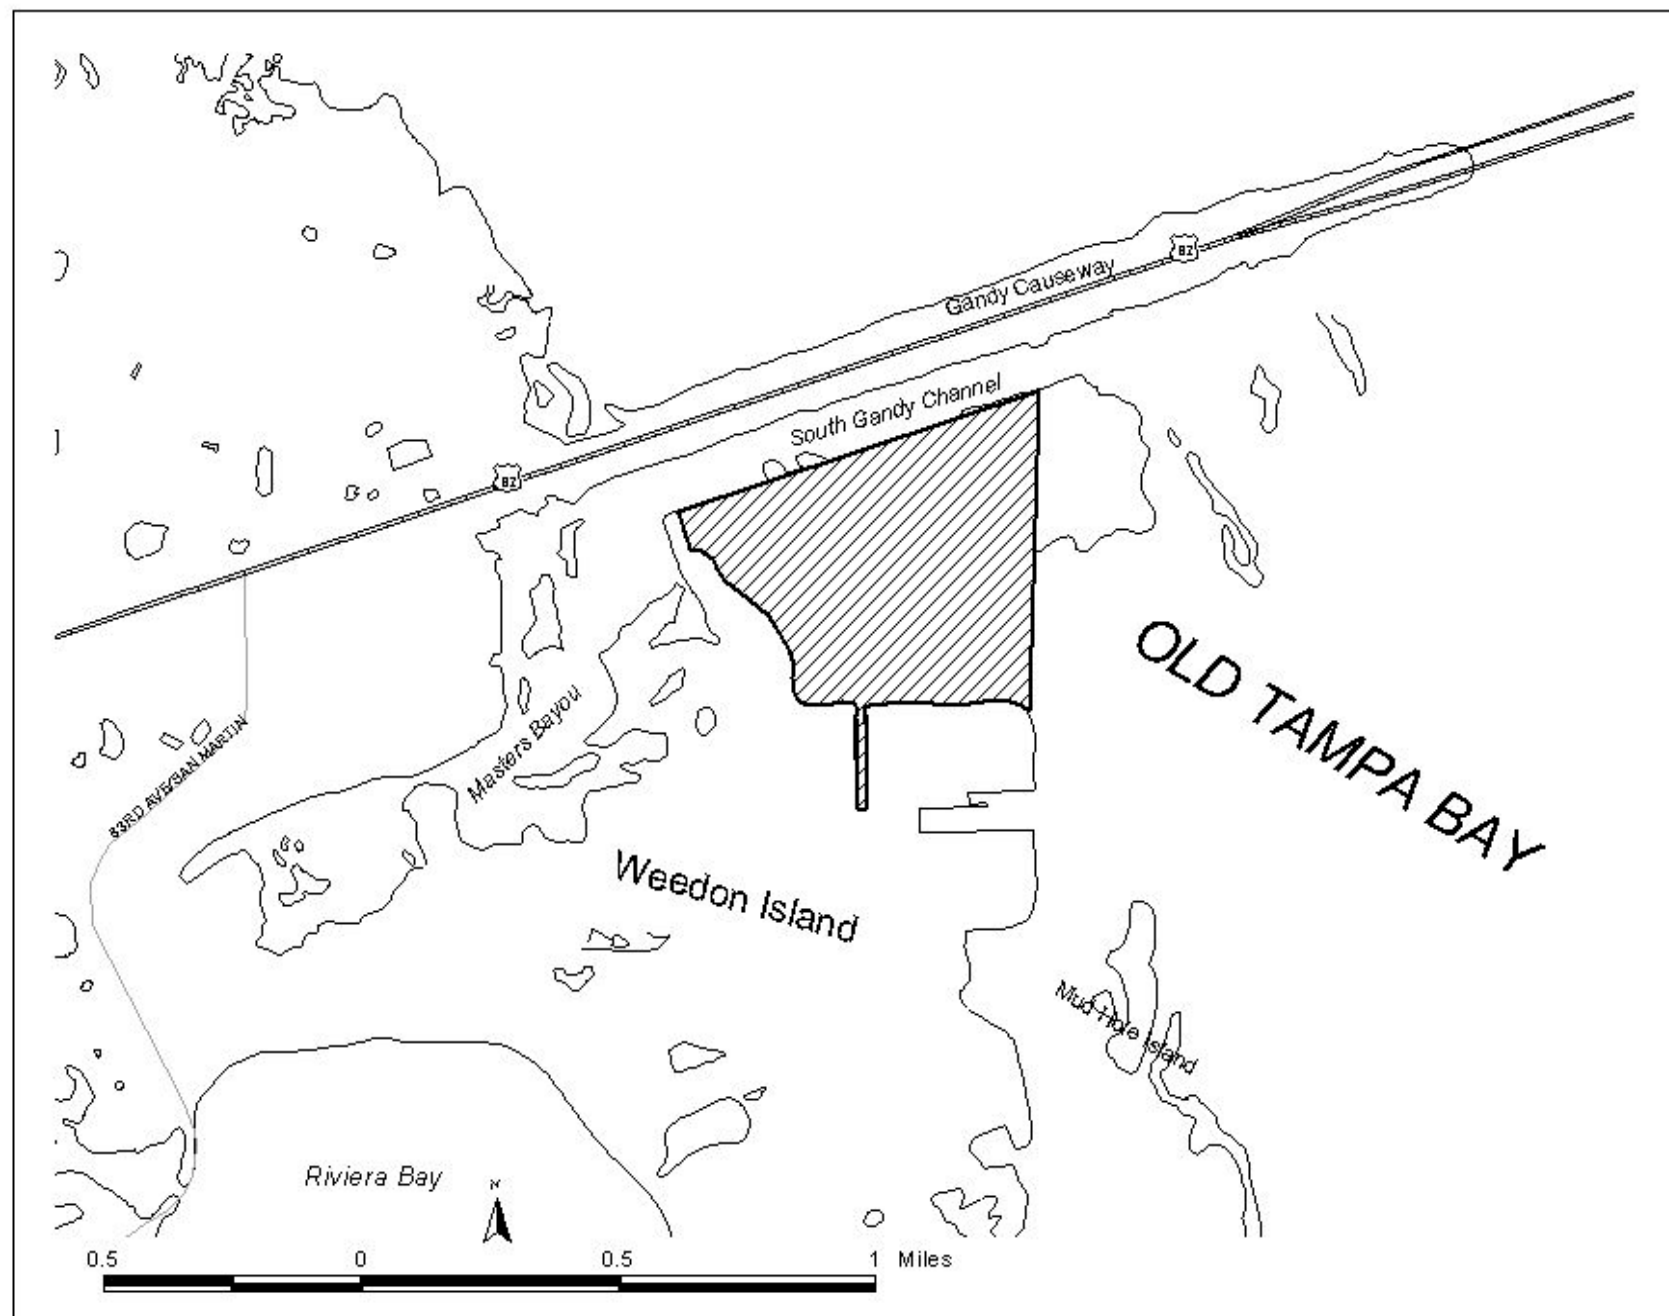 82
Gandy Causeway
South Gandy Channel
82
OLD TAMPA BAY
Masters Bayou
83RD AVE/SAN MARTIN
Weedon Island
Mud Hole Island
Riviera Bay
N
0.5 0 0.5 1 Miles